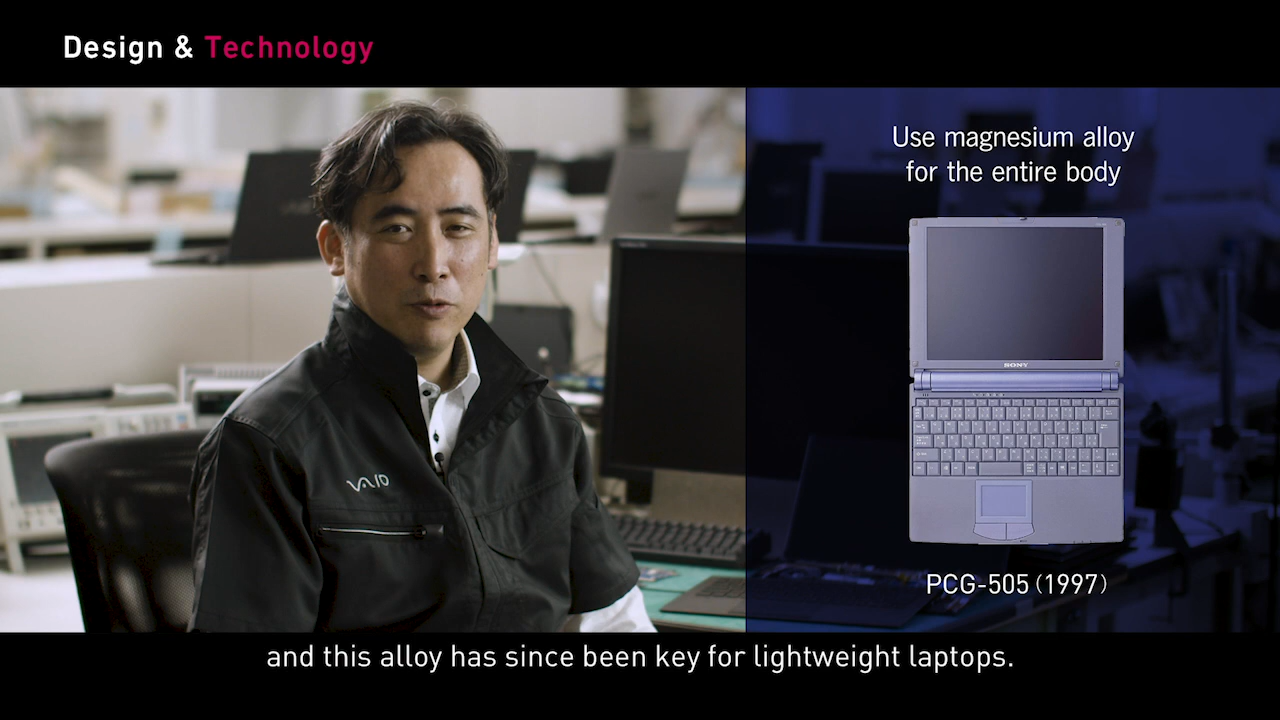 Design & Technology
Use magnesium alloy
for the entire body
SONY
VAIO
PCG-505 (1997)
and this alloy has since been key for lightweight laptops.